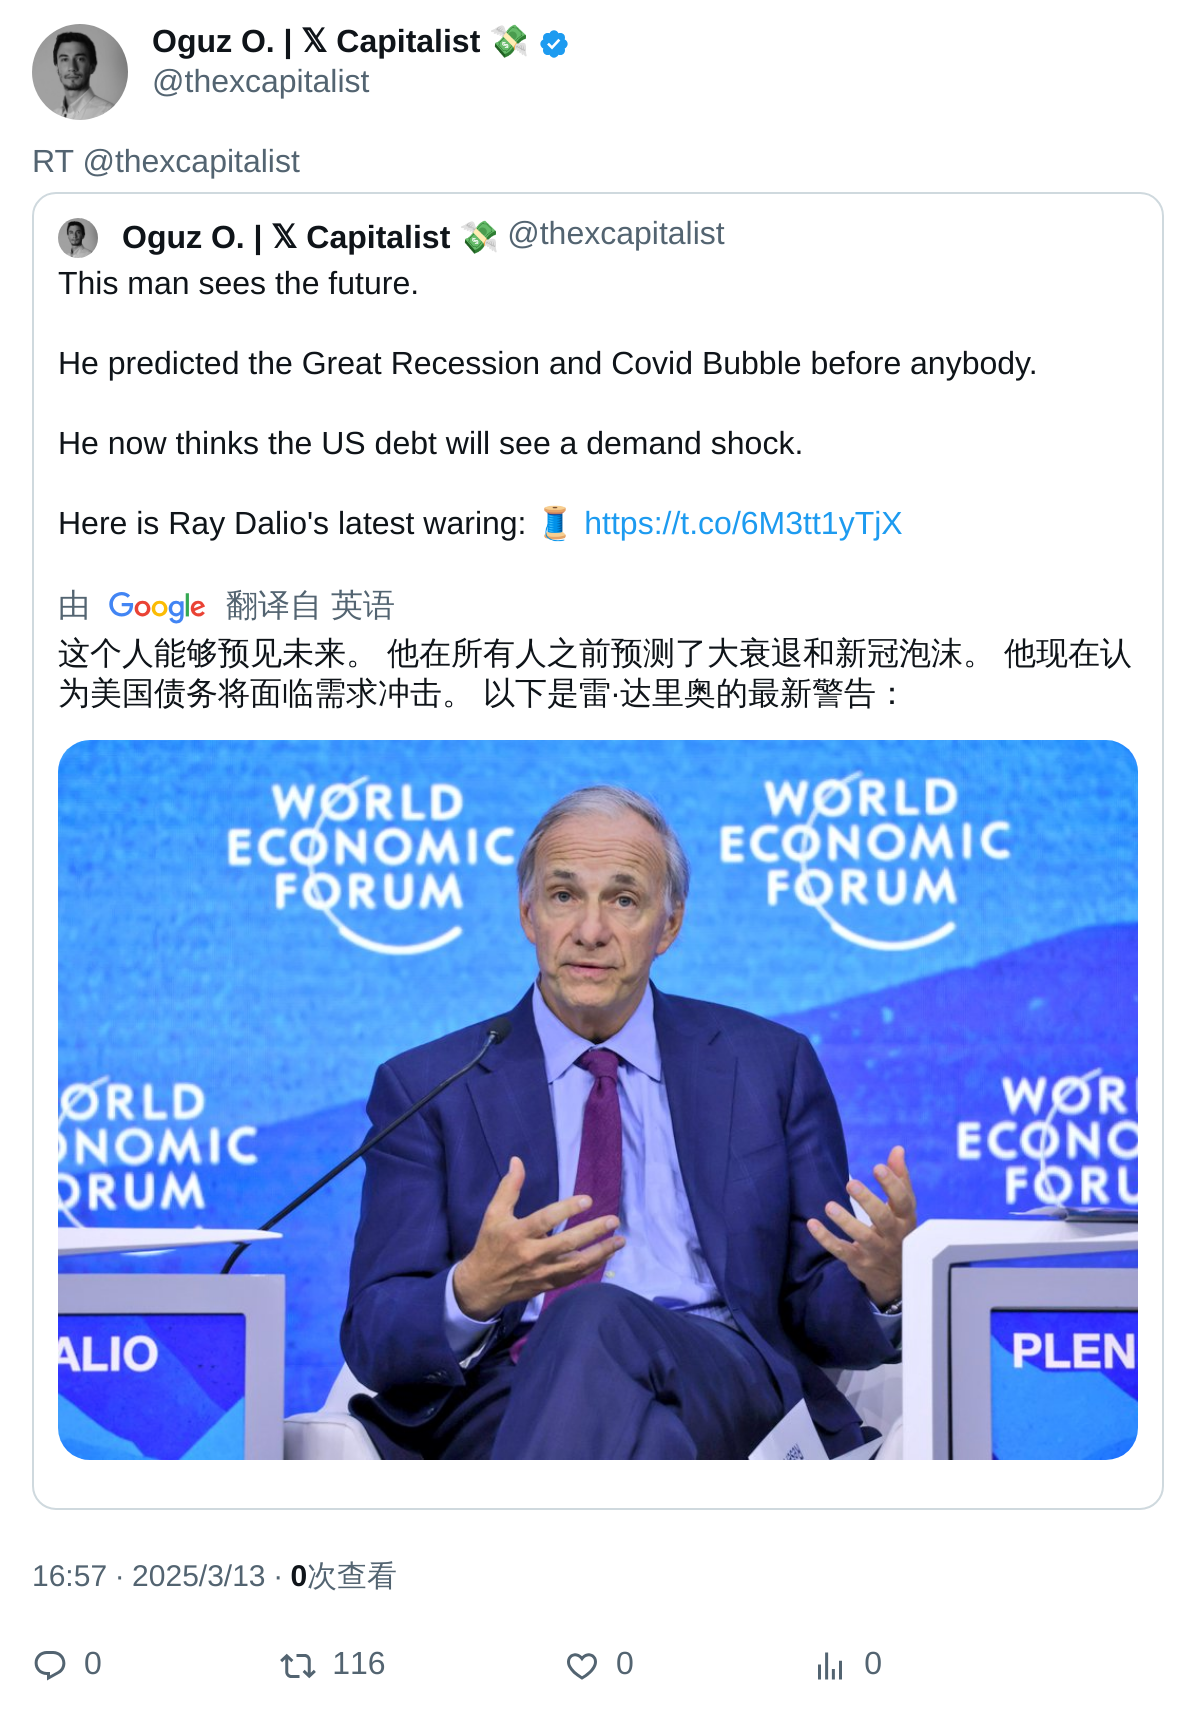 Oguz O. | 𝕏 Capitalist 💸
@thexcapitalist
RT @thexcapitalist
Oguz O. | 𝕏 Capitalist 💸 @thexcapitalist
This man sees the future.
He predicted the Great Recession and Covid Bubble before anybody.
He now thinks the US debt will see a demand shock.
Here is Ray Dalio's latest waring: 🧵 https://t.co/6M3tt1yTjX
由 Google 翻译自 英语
这个人能够预见未来。 他在所有人之前预测了大衰退和新冠泡沫。 他现在认
为美国债务将面临需求冲击。 以下是雷·达里奥的最新警告：
WORLD
ECONOMIC
FORUM
WORLD
ECONOMIC
FORUM
ORLD
ONOMIC
ORUM
WOR
ECONO
FORU
ALIO
PLEN
16:57 · 2025/3/13 · 0次查看
0 116 0 0